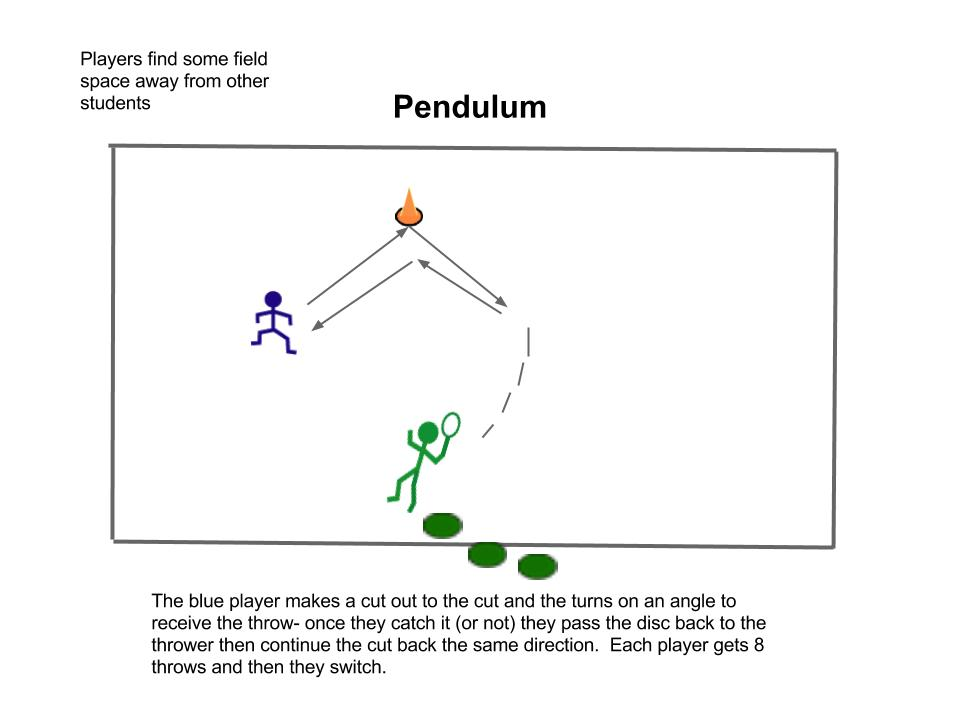 Players find some field
space away from other
students
Pendulum
The blue player makes a cut out to the cut and the turns on an angle to
receive the throw- once they catch it (or not) they pass the disc back to the
thrower then continue the cut back the same direction.  Each player gets 8
throws and then they switch.